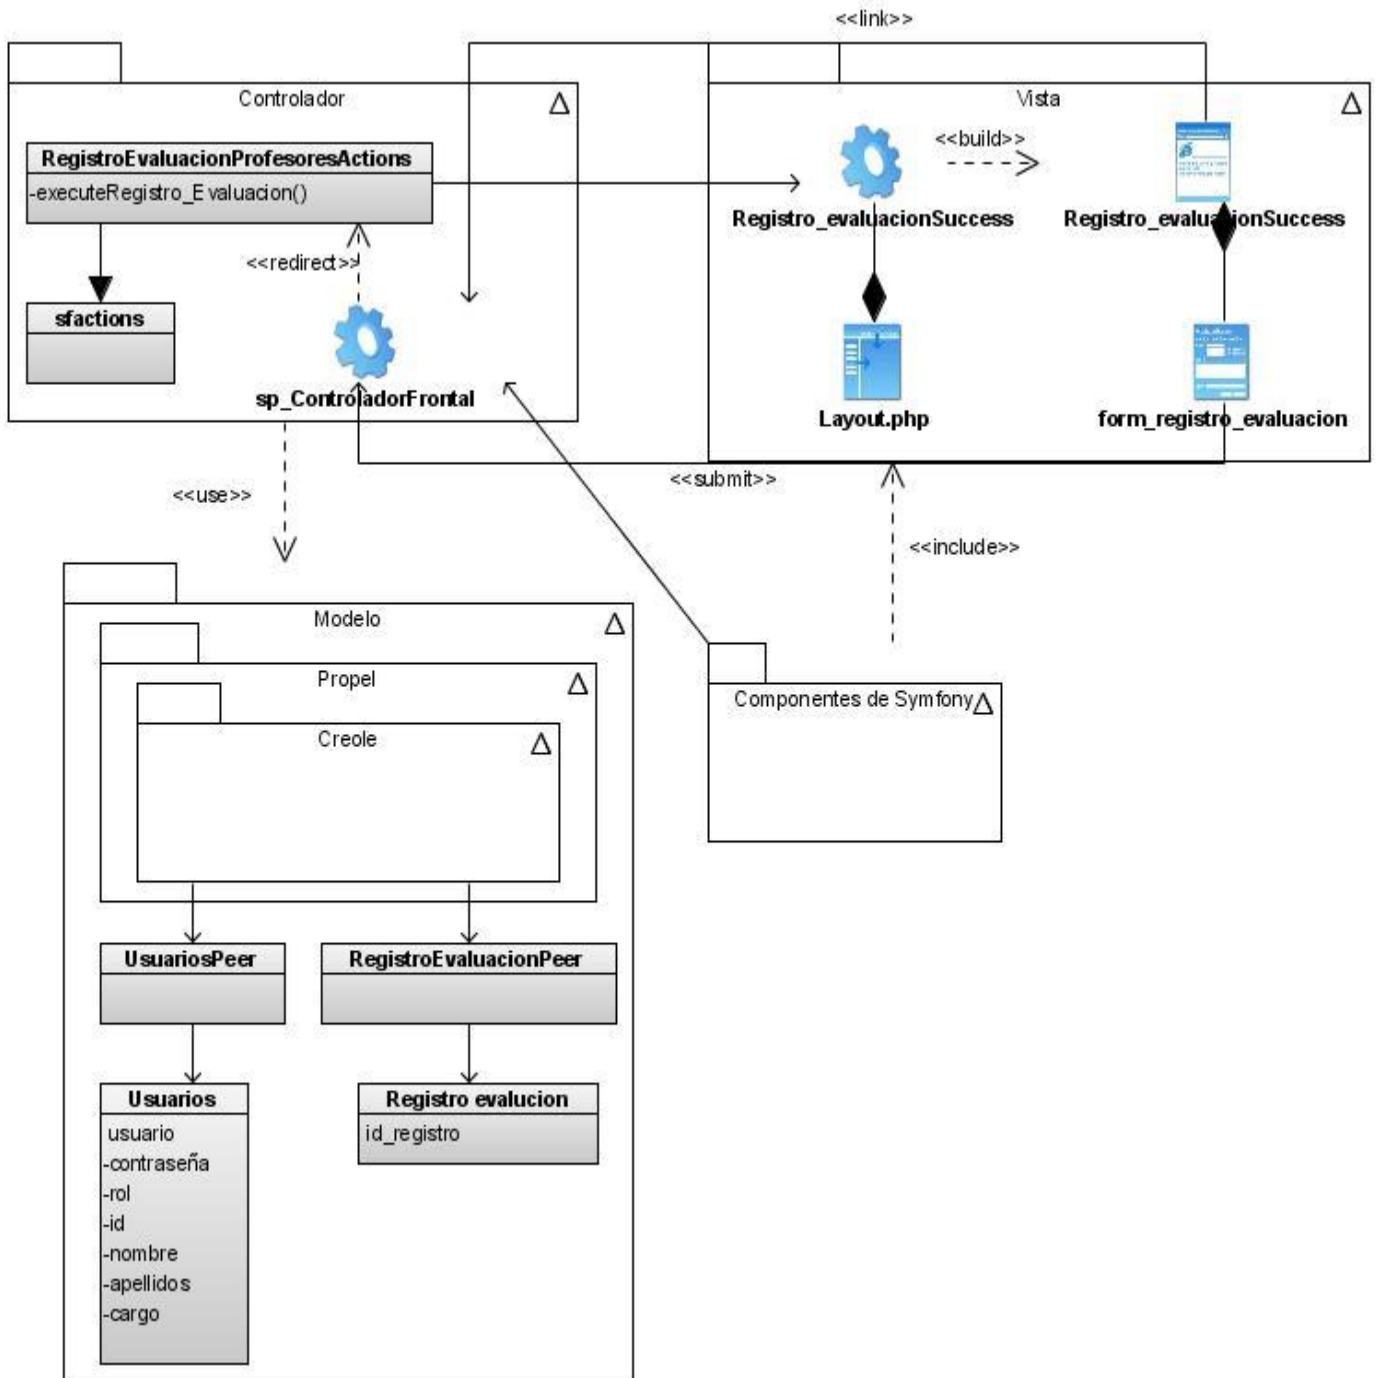 <<link>>
Controlador
Vista
RegistroEvaluacionProfesoresActions
-executeRegistro_Evaluacion()
<<build>>
Registro_evaluacionSuccess
Registro_evaluacionSuccess
<<redirect>>
sfactions
sp_ControladorFrontal
Layout.php
form_registro_evaluacion
<<submit>>
<<use>>
<<include>>
Modelo
Propel
Creole
Componentes de Symfony
UsuariosPeer
RegistroEvaluacionPeer
Usuarios
usuario
-contraseña
-rol
-id
-nombre
-apellidos
-cargo
Registro evalucion
id_registro